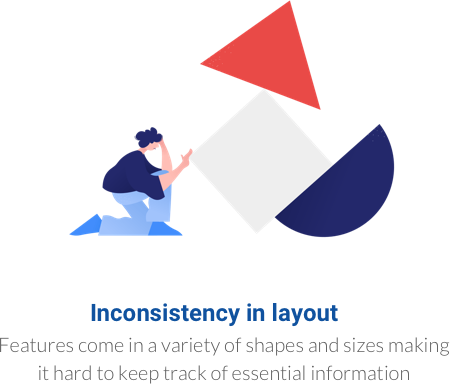 Inconsistency in layout
Features come in a variety of shapes and sizes making
it hard to keep track of essential information